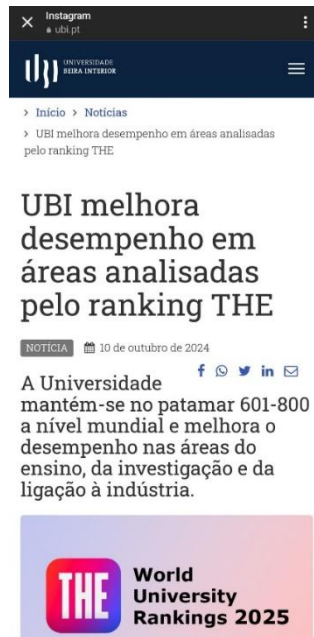 Instagram
ubi.pt
ubi UNIVERSIDADE
BEIRA INTERIOR
> Início > Notícias
> UBI melhora desempenho em áreas analisadas
pelo ranking THE
UBI melhora
desempenho em
áreas analisadas
pelo ranking THE
NOTÍCIA 10 de outubro de 2024
A Universidade
mantém-se no patamar 601-800
a nível mundial e melhora o
desempenho nas áreas do
ensino, da investigação e da
ligação à indústria.
THE
World
University
Rankings 2025